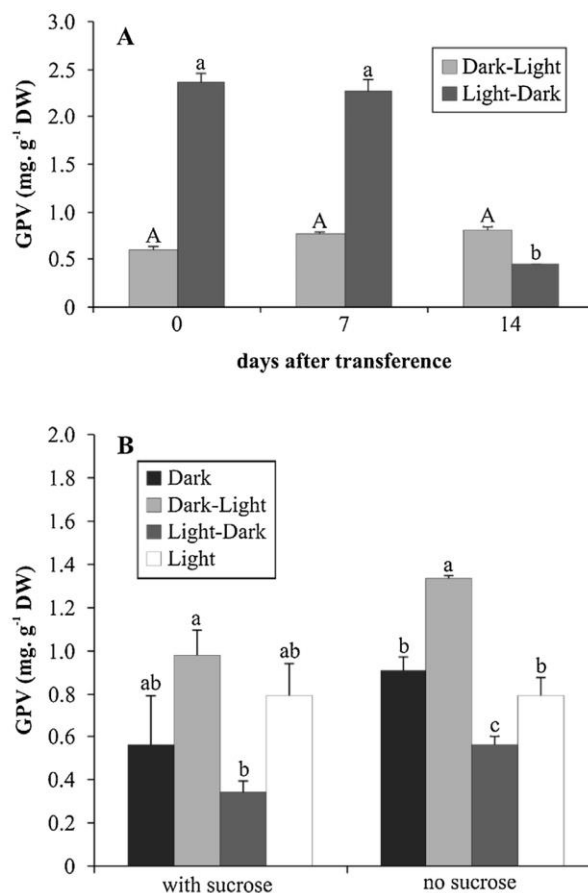 A
3.0
2.5
2.0
1.5
1.0
0.5
0
GPV (mg. g⁻¹ DW)
Dark-Light
Light-Dark
a
a
A
A
A
b
0 7 14
days after transference
B
2.0
1.8
1.6
1.4
1.2
1.0
0.8
0.6
0.4
0.2
0
GPV (mg. g⁻¹ DW)
Dark
Dark-Light
Light-Dark
Light
ab
a
b
ab
b
a
c
b
with sucrose no sucrose